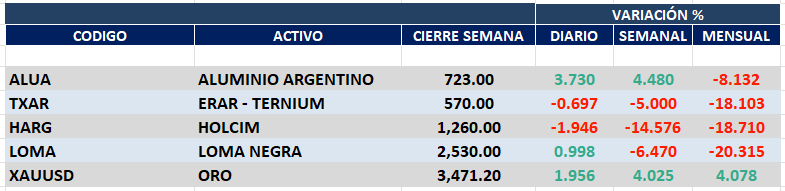 VARIACIÓN %
CODIGO ACTIVO CIERRE SEMANA DIARIO SEMANAL MENSUAL
ALUA ALUMINIO ARGENTINO 723.00 3.730 4.480 -8.132
TXAR ERAR - TERNIUM 570.00 -0.697 -5.000 -18.103
HARG HOLCIM 1,260.00 -1.946 -14.576 -18.710
LOMA LOMA NEGRA 2,530.00 0.998 -6.470 -20.315
XAUUSD ORO 3,471.20 1.956 4.025 4.078